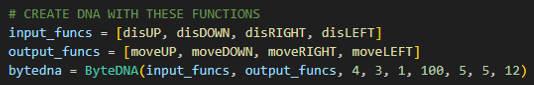 # CREATE DNA WITH THESE FUNCTIONS
input_funcs = [disUP, disDOWN, disRIGHT, disLEFT]
output_funcs = [moveUP, moveDOWN, moveRIGHT, moveLEFT]
bytedna = ByteDNA(input_funcs, output_funcs, 4, 3, 1, 100, 5, 5, 12)